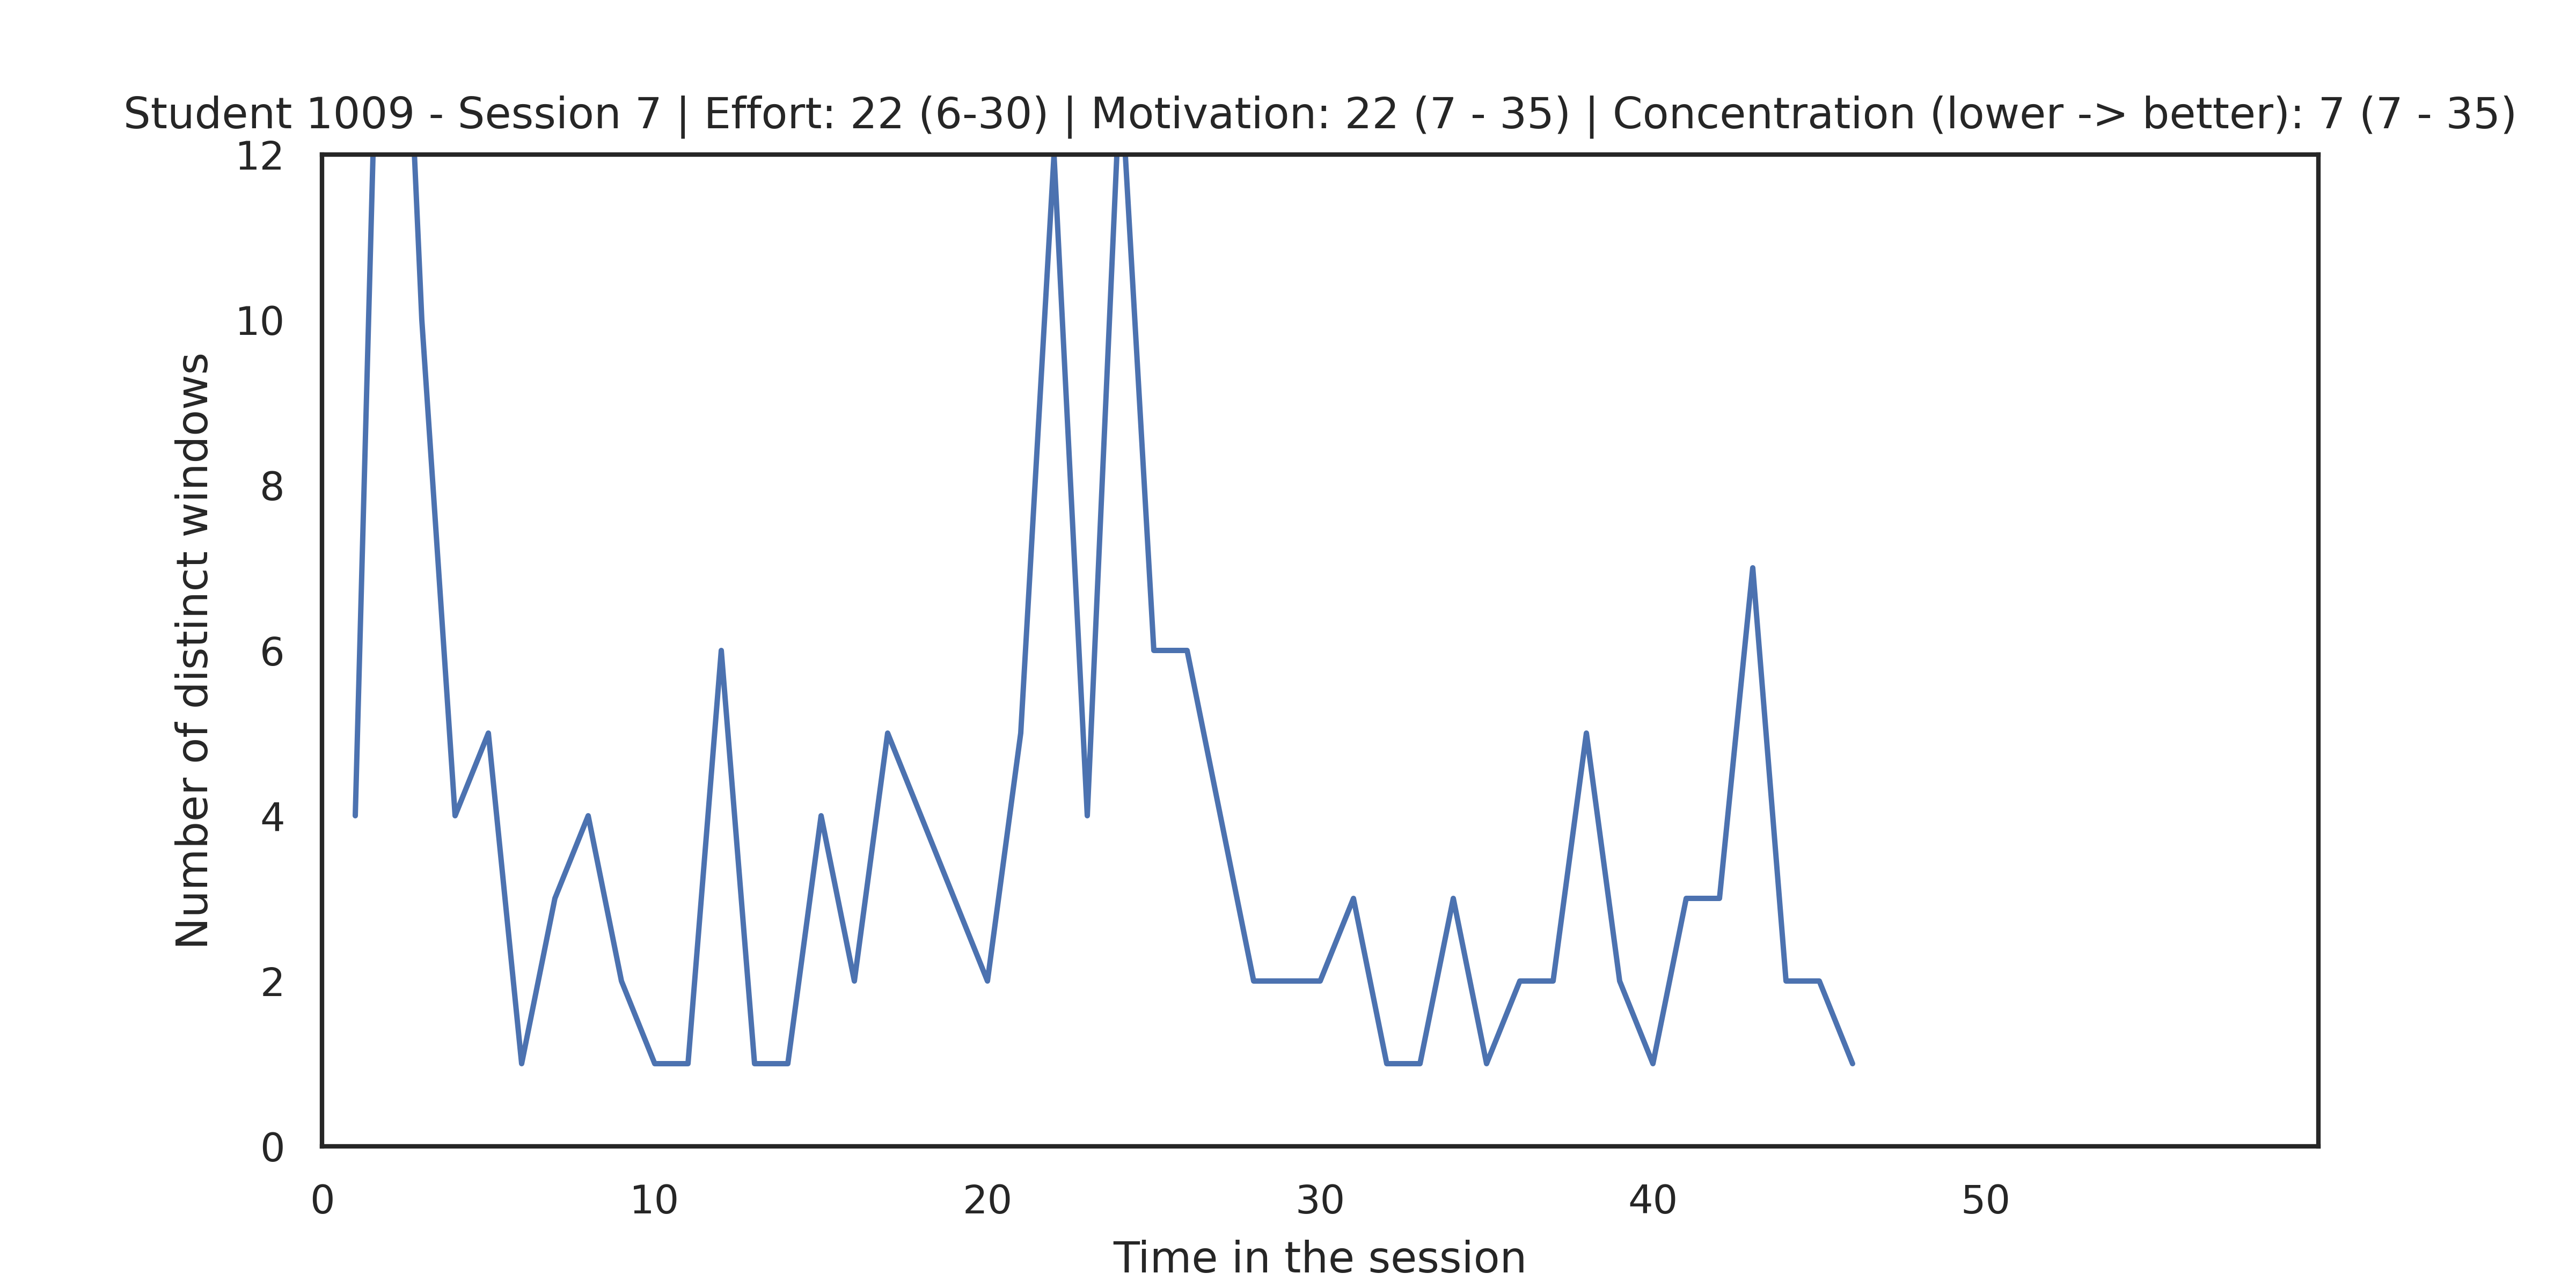 Student 1009 - Session 7 | Effort: 22 (6-30) | Motivation: 22 (7 - 35) | Concentration (lower -> better): 7 (7 - 35)
12
10
8
6
4
2
0
Number of distinct windows
0 10 20 30 40 50
Time in the session